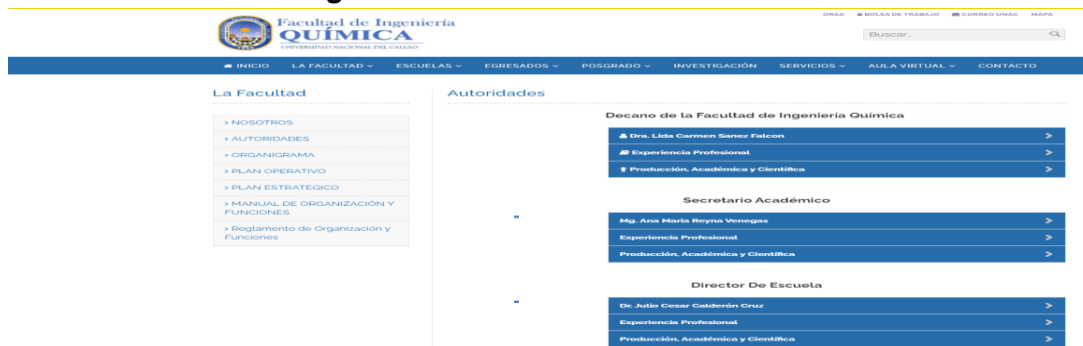 ORAA BOLSA DE TRABAJO CORREO UNAC MAPA
Facultad de Ingeniería
QUÍMICA
UNIVERSIDAD NACIONAL DEL CALLAO
Buscar...
INICIO LA FACULTAD ESCUELAS EGRESADOS POSGRADO INVESTIGACIÓN SERVICIOS AULA VIRTUAL CONTACTO
La Facultad
> NOSOTROS
> AUTORIDADES
> ORGANIGRAMA
> PLAN OPERATIVO
> PLAN ESTRATEGICO
> MANUAL DE ORGANIZACIÓN Y
FUNCIONES
> Reglamento de Organización y
Funciones
Autoridades
Decano de la Facultad de Ingeniería Química
Dra. Lida Carmen Sanez Falcon
Experiencia Profesional
Producción, Académica y Científica
Secretario Académico
Mg. Ana María Reyna Venegas
Experiencia Profesional
Producción, Académica y Científica
Director De Escuela
Dr. Julio Cesar Calderón Cruz
Experiencia Profesional
Producción, Académica y Científica